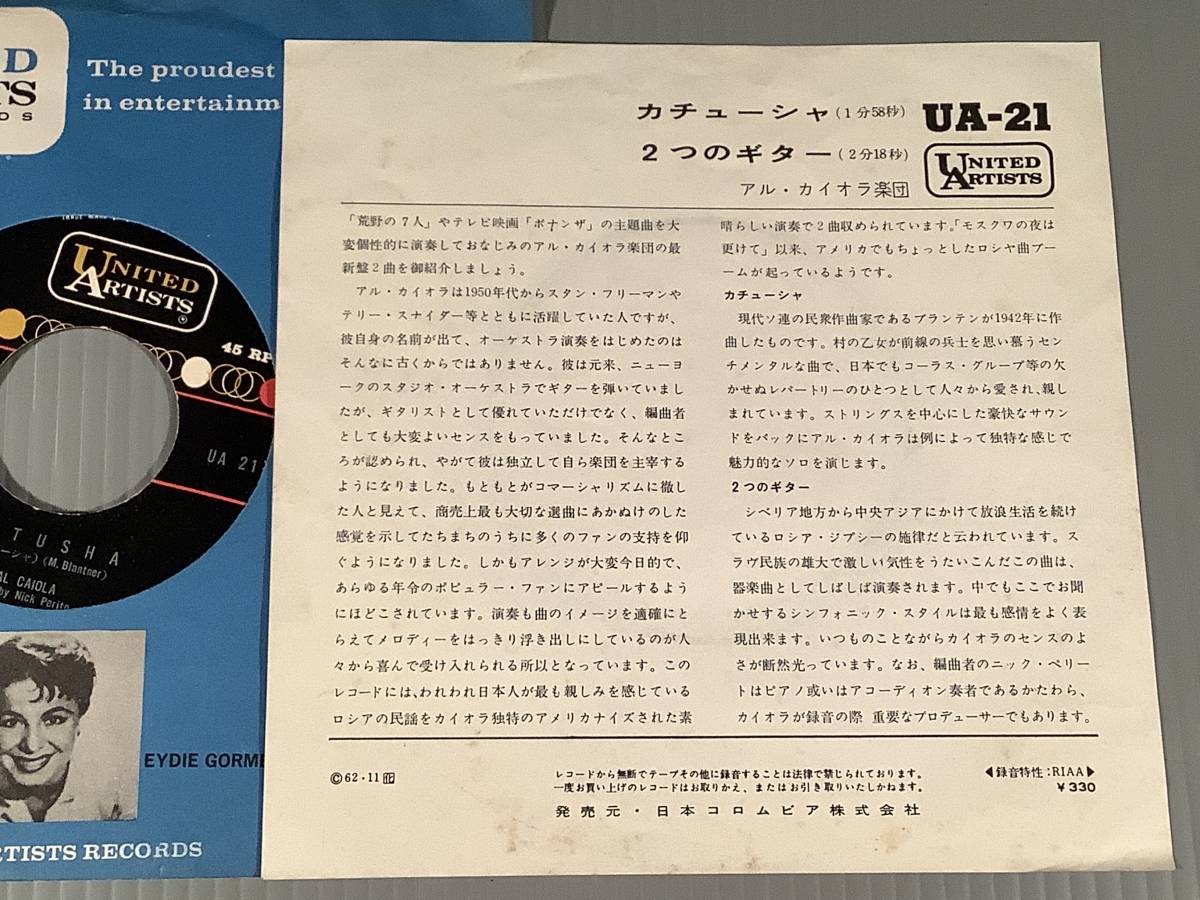 D
TS
DS
The proudest
in entertainm
UNITED
ARTISTS
45 RP
UA 21
TUSHA
ーシャ) (M. Blantner)
AL CAIOLA
by Nick Perito
EYDIE GORME
RTISTS RECORDS
カチューシャ(1分58秒)
2つのギター(2分18秒)
アル・カイオラ楽団
UA-21
UNITED
ARTISTS
「荒野の7人」やテレビ映画「ボナンザ」の主題曲を大
変個性的に演奏しておなじみのアル・カイオラ楽団の最
新盤2曲を御紹介しましょう。
アル・カイオラは1950年代からスタン・フリーマンや
テリー・スナイダー等とともに活躍していた人ですが、
彼自身の名前が出て、オーケストラ演奏をはじめたのは
そんなに古くからではありません。彼は元来、ニューヨ
ークのスタジオ・オーケストラでギターを弾いていまし
たが、ギタリストとして優れていただけでなく、編曲者
としても大変よいセンスをもっていました。そんなとこ
ろが認められ、やがて彼は独立して自ら楽団を主宰する
ようになりました。もともとがコマーシャリズムに徹し
た人と見えて、商売上最も大切な選曲にあかぬけのした
感覚を示してたちまちのうちに多くのファンの支持を仰
ぐようになりました。しかもアレンジが大変今日的で、
あらゆる年令のポピュラー・ファンにアピールするよう
にほどこされています。演奏も曲のイメージを適確にと
らえてメロディーをはっきり浮き出しにしているのが人
々から喜んで受け入れられる所以となっています。この
レコードには、われわれ日本人が最も親しみを感じている
ロシアの民謡をカイオラ独特のアメリカナイズされた素
晴らしい演奏で2曲収められています。「モスクワの夜は
更けて」以来、アメリカでもちょっとしたロシヤ曲ブー
ームが起っているようです。
カチューシャ
現代ソ連の民衆作曲家であるブランテンが1942年に作
曲したものです。村の乙女が前線の兵士を思い慕うセン
チメンタルな曲で、日本でもコーラス・グループ等の欠
かせぬレパートリーのひとつとして人々から愛され、親し
まれています。ストリングスを中心にした豪快なサウン
ドをバックにアル・カイオラは例によって独特な感じで
魅力的なソロを演じます。
2つのギター
シベリア地方から中央アジアにかけて放浪生活を続け
ているロシア・ジプシーの施律だと云われています。ス
ラヴ民族の雄大で激しい気性をうたいこんだこの曲は、
器楽曲としてしばしば演奏されます。中でもここでお聞
かせするシンフォニック・スタイルは最も感情をよく表
現出来ます。いつものことながらカイオラのセンスのよ
さが断然光っています。なお、編曲者のニック・ペリー
トはピアノ或いはアコーディオン奏者であるかたわら、
カイオラが録音の際 重要なプロデューサーでもあります。
©62・11
レコードから無断でテープその他に録音することは法律で禁じられております。
一度お買い上げのレコードはお取りかえ、またはお引き取りいたしかねます。
発売元・日本コロムビア株式会社
◀録音特性:RIAA▶
¥330